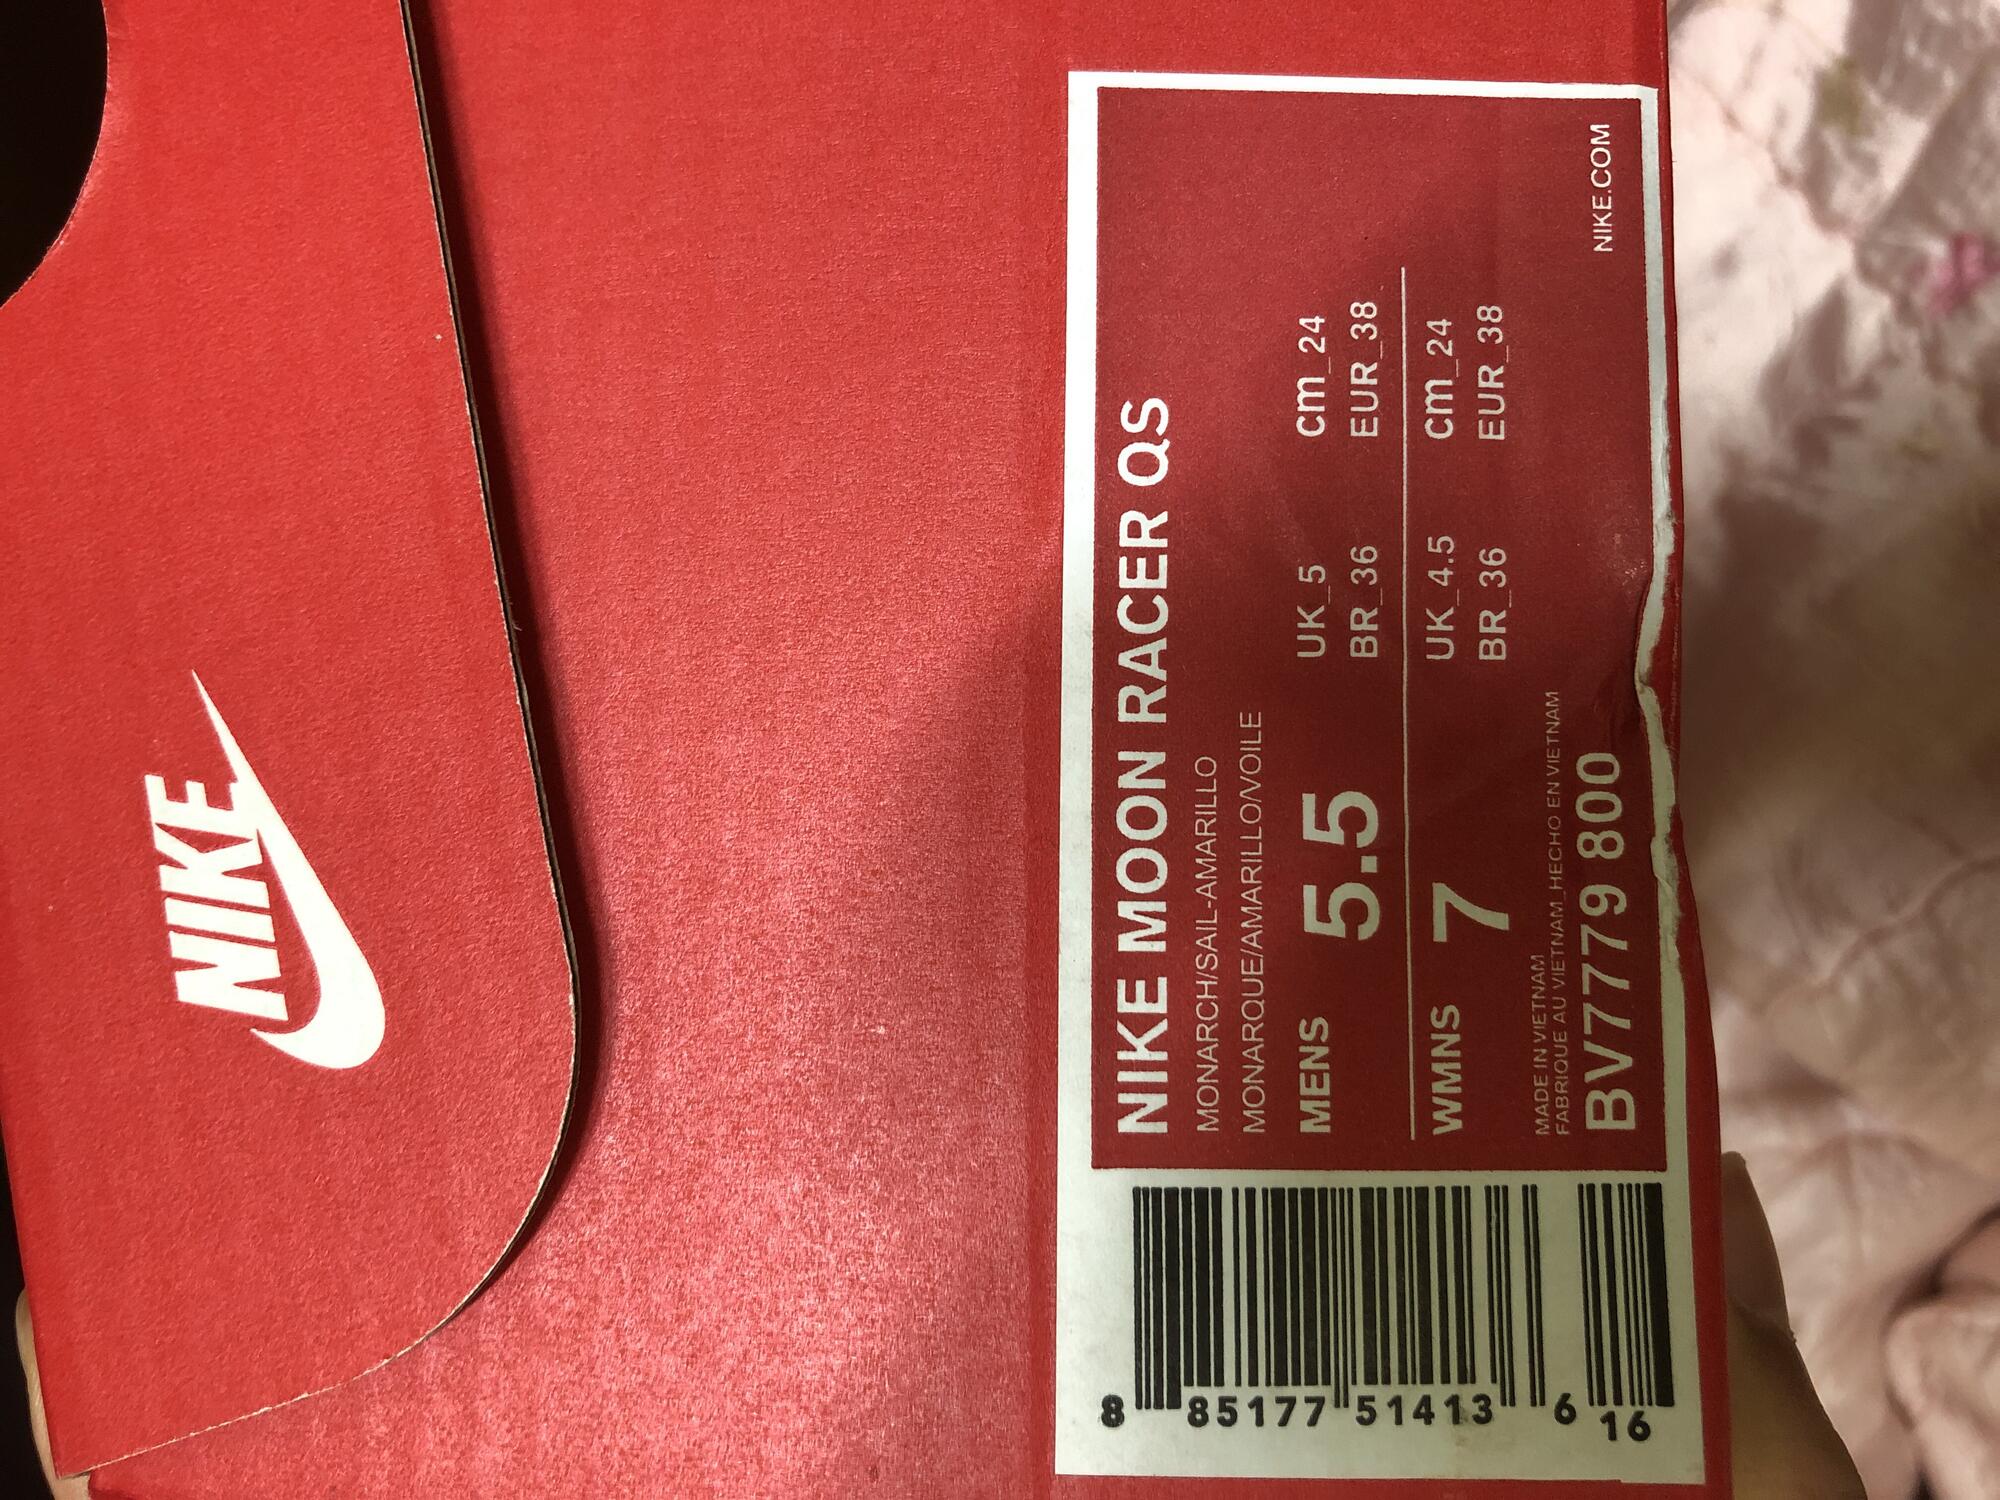 NIKE
NIKE MOON RACER QS
MONARCH/SAIL-AMARILLO
MONARQUE/AMARILLO/VOILE
MENS 5.5 UK_5 Cm_24
BR_36 EUR_38
WMNS 7 UK_4.5 Cm_24
BR_36 EUR_38
MADE IN VIETNAM
FABRIQUE AU VIETNAM_HECHO EN VIETNAM
BV7779 800
NIKE.COM
8 85177 51413 6 16